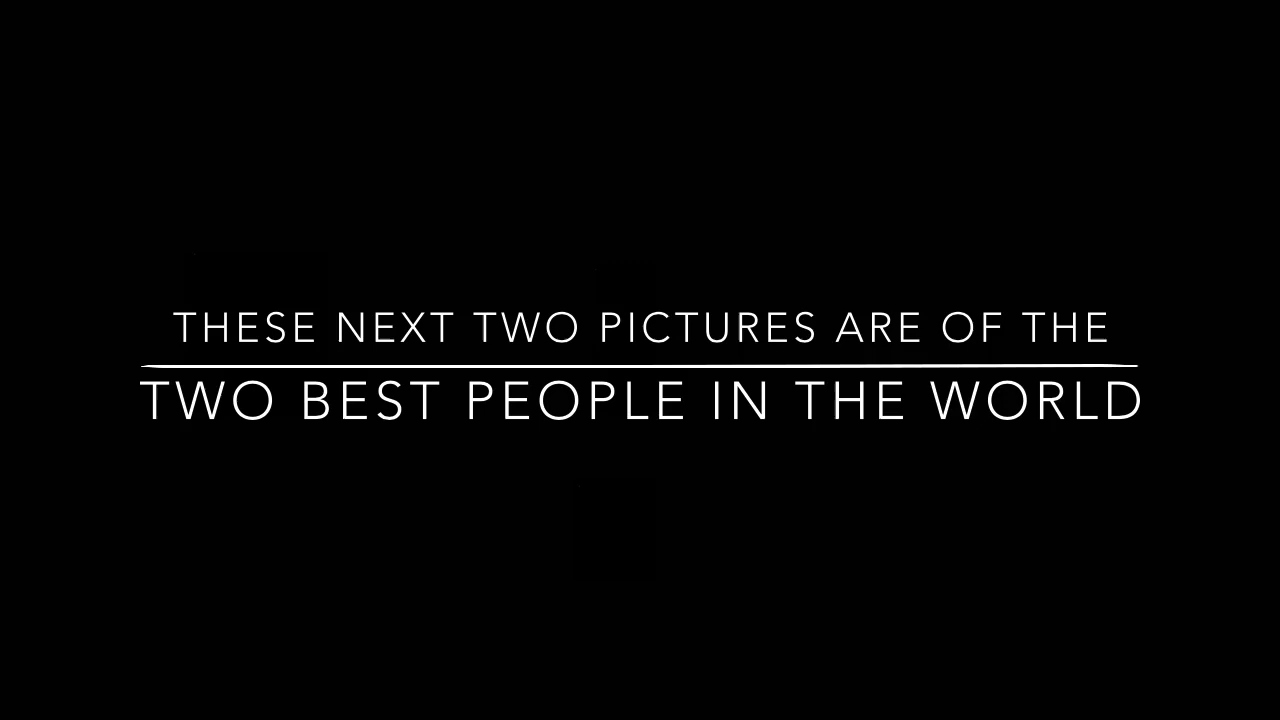 THESE NEXT TWO PICTURES ARE OF THE
TWO BEST PEOPLE IN THE WORLD